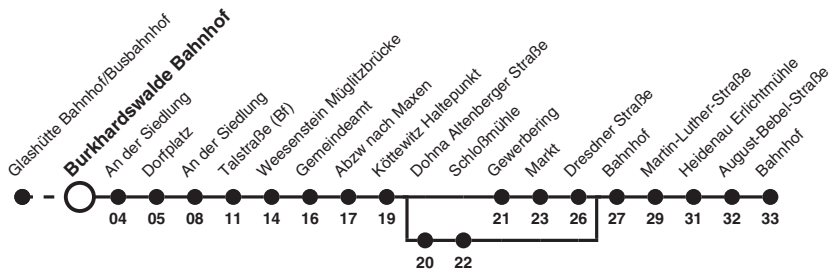 Glashütte Bahnhof/Busbahnhof
Burkhardswalde Bahnhof
An der Siedlung
Dorfplatz
An der Siedlung
Talstraße (Bf)
Weesenstein Müglitzbrücke
Gemeindeamt
Abzw nach Maxen
Köttewitz Haltepunkt
Dohna Altenberger Straße
Schloßmühle
Gewerbering
Markt
Dresdner Straße
Bahnhof
Martin-Luther-Straße
Heidenau Erlichtmühle
August-Bebel-Straße
Bahnhof
04 05 08 11 14 16 17 19 21 23 26 27 29 31 32 33
20 22